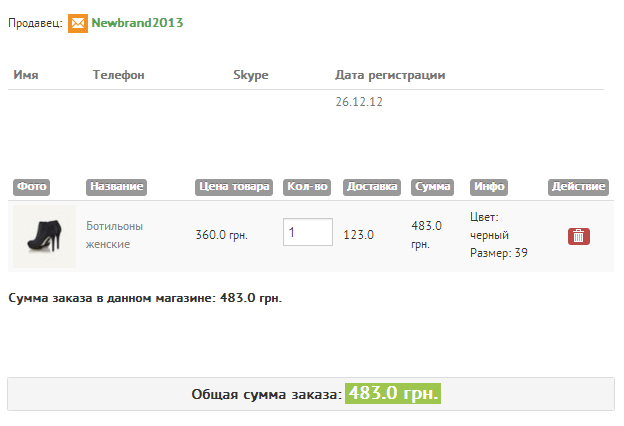 Продавец: Newbrand2013
Имя Телефон Skype Дата регистрации
26.12.12
Фото Название Цена товара Кол-во Доставка Сумма Инфо Действие
Ботильоны женские 360.0 грн. 1 123.0 483.0 грн. Цвет: черный Размер: 39
Сумма заказа в данном магазине: 483.0 грн.
Общая сумма заказа: 483.0 грн.